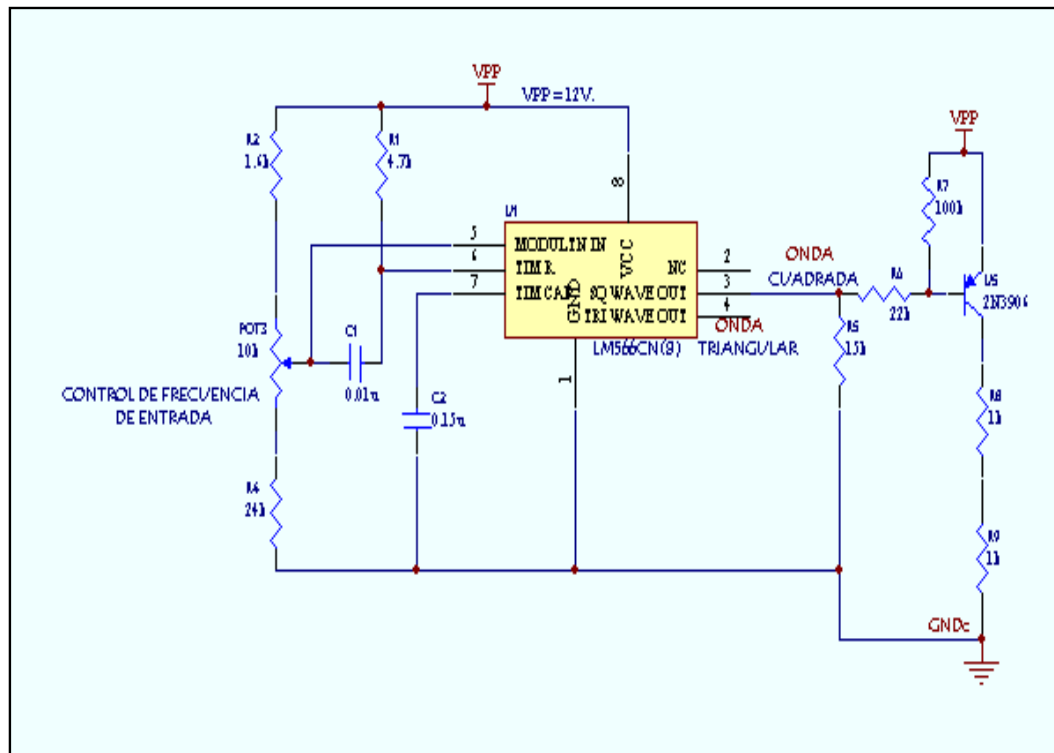 VPP
VPP = 12V.
VPP
R2
1.6k
R1
4.7k
8
R7
100k
U4
5
MODULTN IN
6
TIM R
7
TIM CAP
VCC
GND
NC
SQ WAVE OUT
TRI WAVE OUT
2
3
4
ONDA
CUADRADA
R6
22k
U5
2N3906
ONDA
TRIANGULAR
LM566CN(8)
R5
15k
POT3
10k
C1
0.01u
CONTROL DE FRECUENCIA
DE ENTRADA
1
C2
0.15u
R8
1k
R4
24k
R9
1k
GNDc